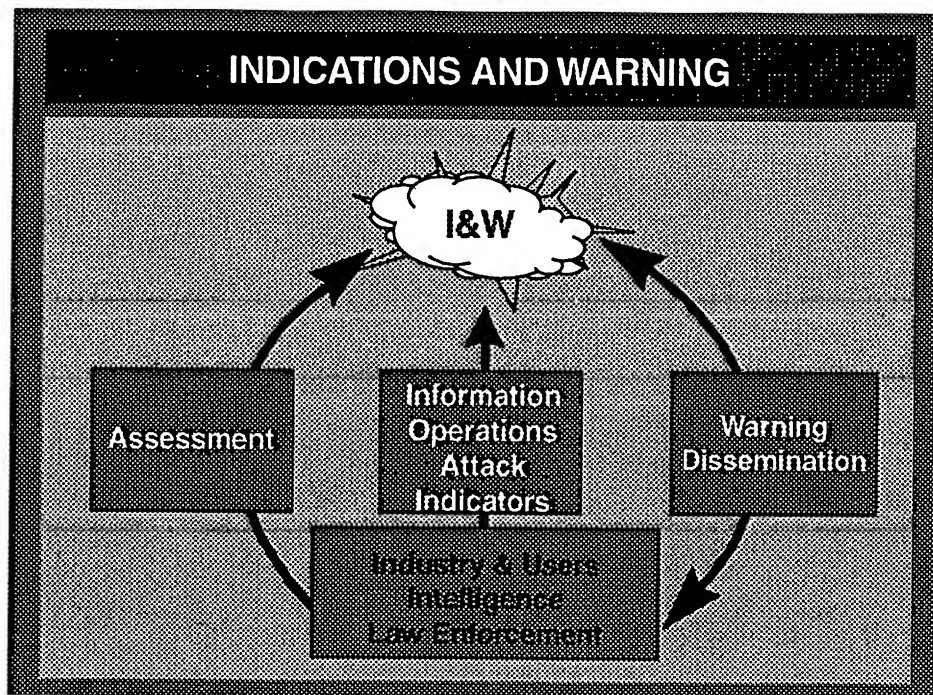 INDICATIONS AND WARNING
I&W
Assessment
Information
Operations
Attack
Indicators
Warning
Dissemination
Industry & Users
Intelligence
Law Enforcement